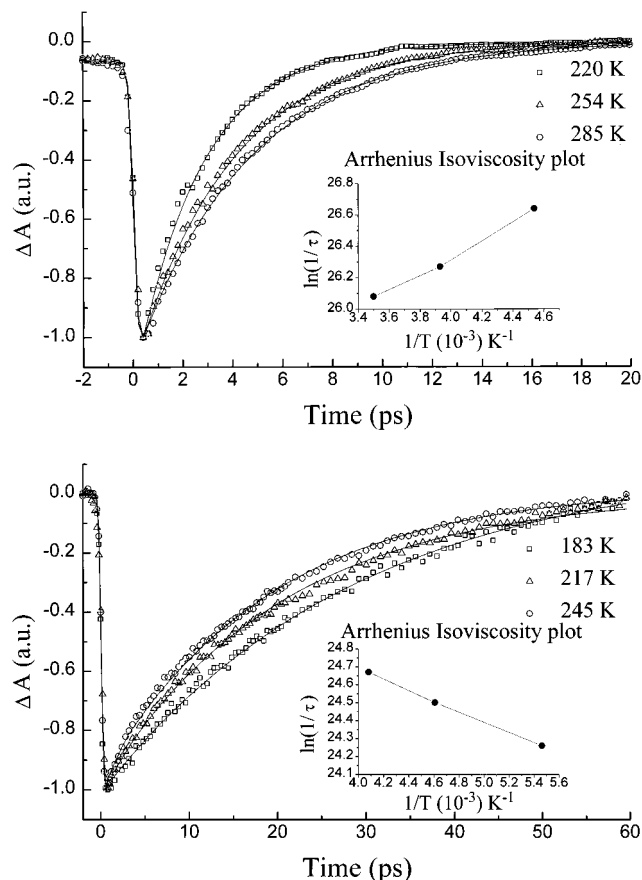 0.0
-0.2
-0.4
-0.6
-0.8
-1.0
ΔA (a.u.)
□ 220 K
△ 254 K
○ 285 K
Arrhenius Isoviscosity plot
26.8
26.6
26.4
26.2
26.0
ln(1/τ)
3.4 3.6 3.8 4.0 4.2 4.4 4.6
1/T (10⁻³) K⁻¹
-2 0 2 4 6 8 10 12 14 16 18 20
Time (ps)
0.0
-0.2
-0.4
-0.6
-0.8
-1.0
ΔA (a.u.)
□ 183 K
△ 217 K
○ 245 K
Arrhenius Isoviscosity plot
24.8
24.7
24.6
24.5
24.4
24.3
24.2
24.1
ln(1/τ)
4.0 4.2 4.4 4.6 4.8 5.0 5.2 5.4 5.6
1/T (10⁻³) K⁻¹
0 10 20 30 40 50 60
Time (ps)